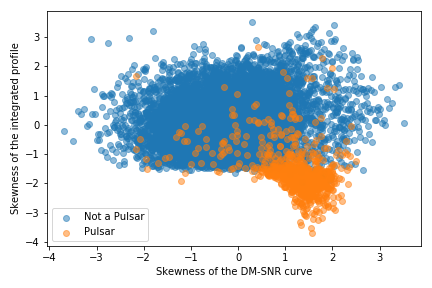 3
2
1
0
−1
−2
−3
−4
Skewness of the integrated profile
Not a Pulsar
Pulsar
−4 −3 −2 −1 0 1 2 3
Skewness of the DM-SNR curve